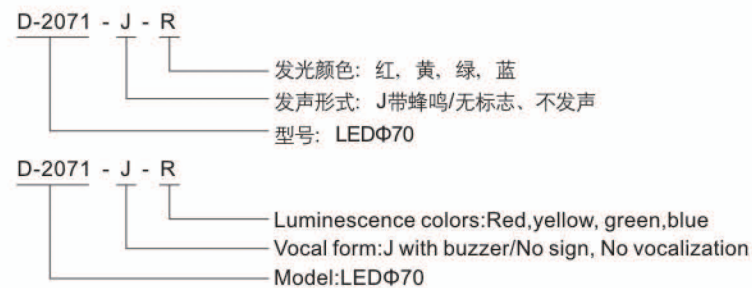 D-2071 - J - R
发光颜色: 红, 黄, 绿, 蓝
发声形式: J带蜂鸣/无标志、不发声
型号: LEDΦ70
D-2071 - J - R
Luminescence colors:Red,yellow, green,blue
Vocal form:J with buzzer/No sign, No vocalization
Model:LEDΦ70